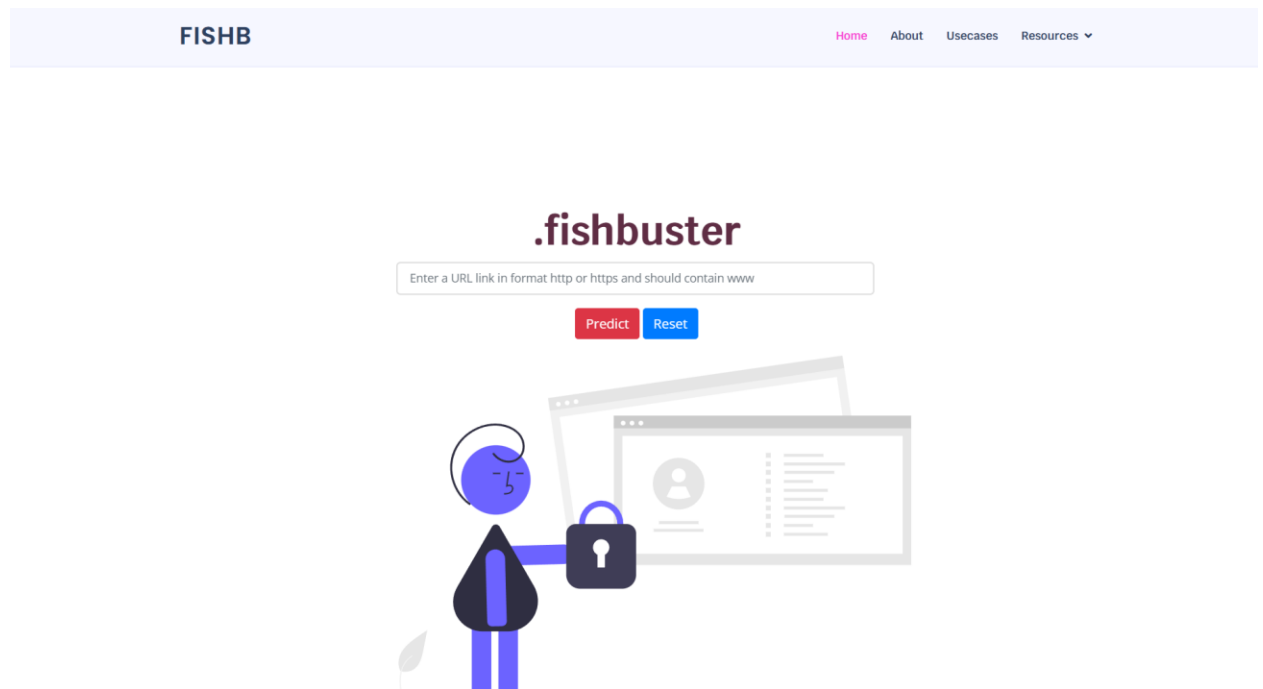 FISHB
Home About Usecases Resources
.fishbuster
Enter a URL link in format http or https and should contain www
Predict Reset